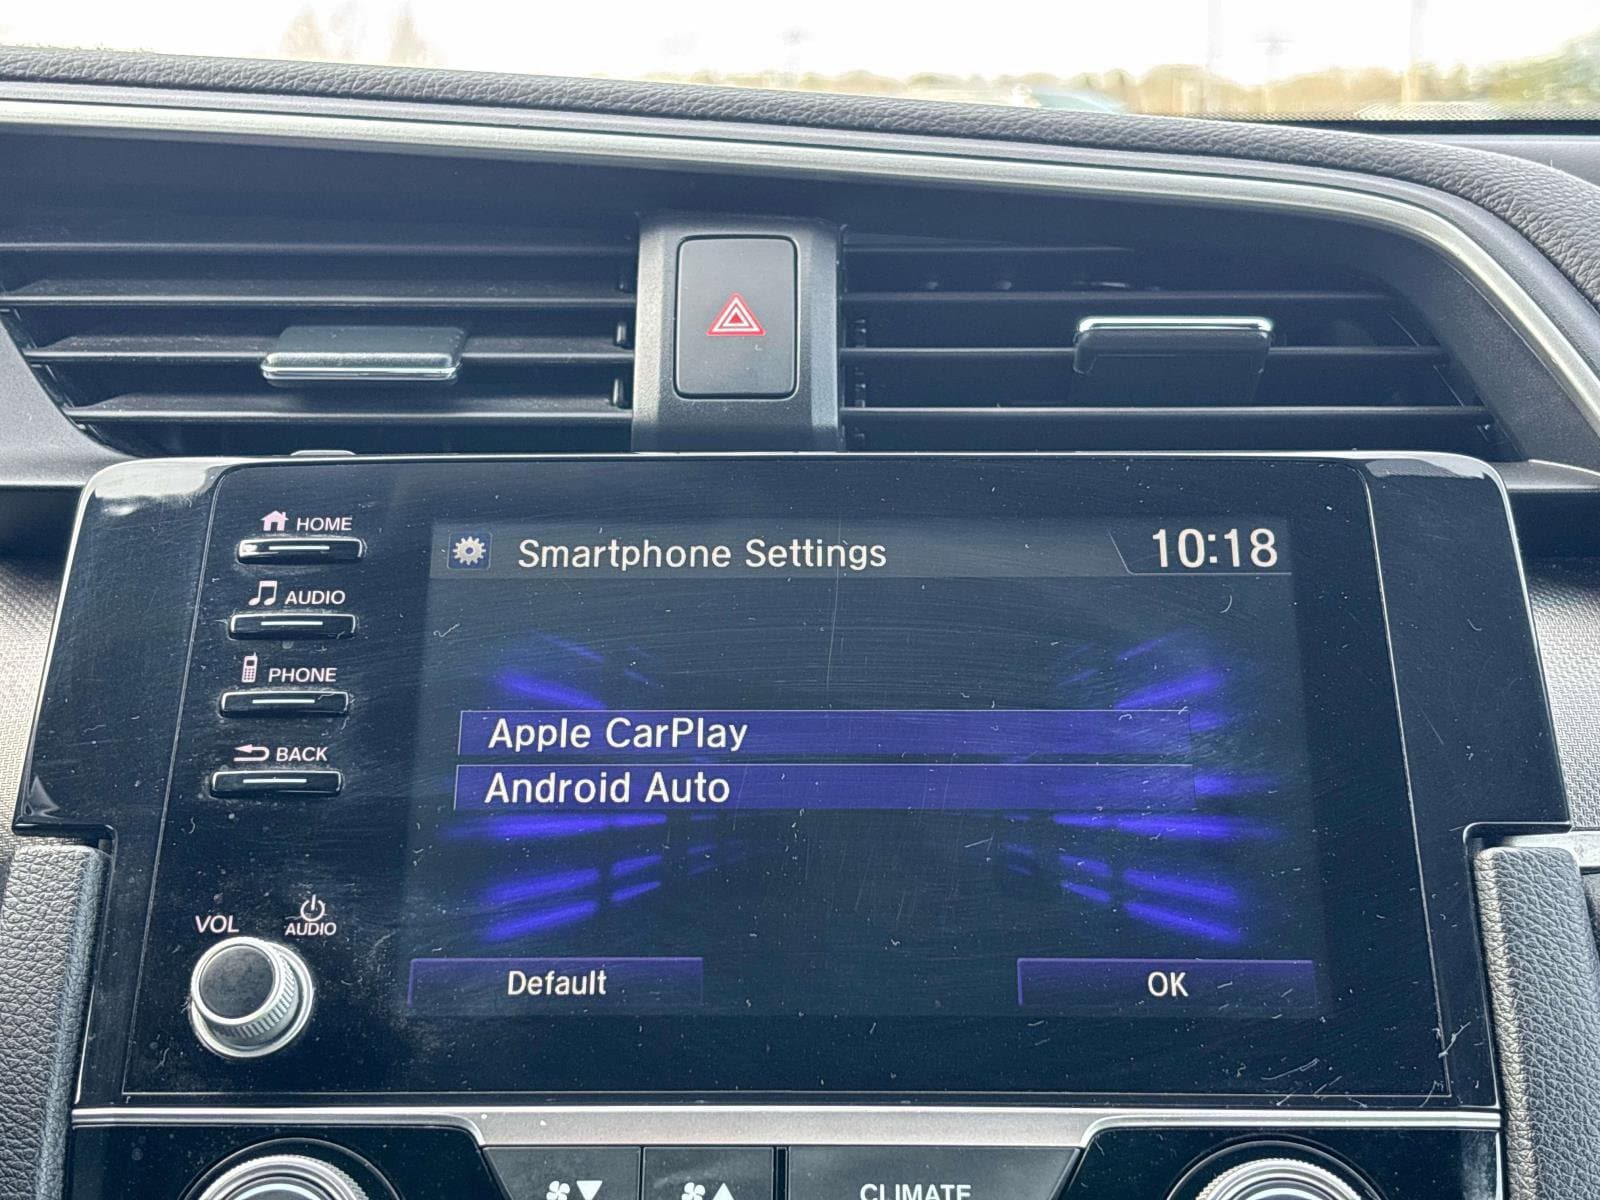 HOME
AUDIO
PHONE
BACK
VOL
AUDIO
Smartphone Settings
10:18
Apple CarPlay
Android Auto
Default
OK
CLIMATE